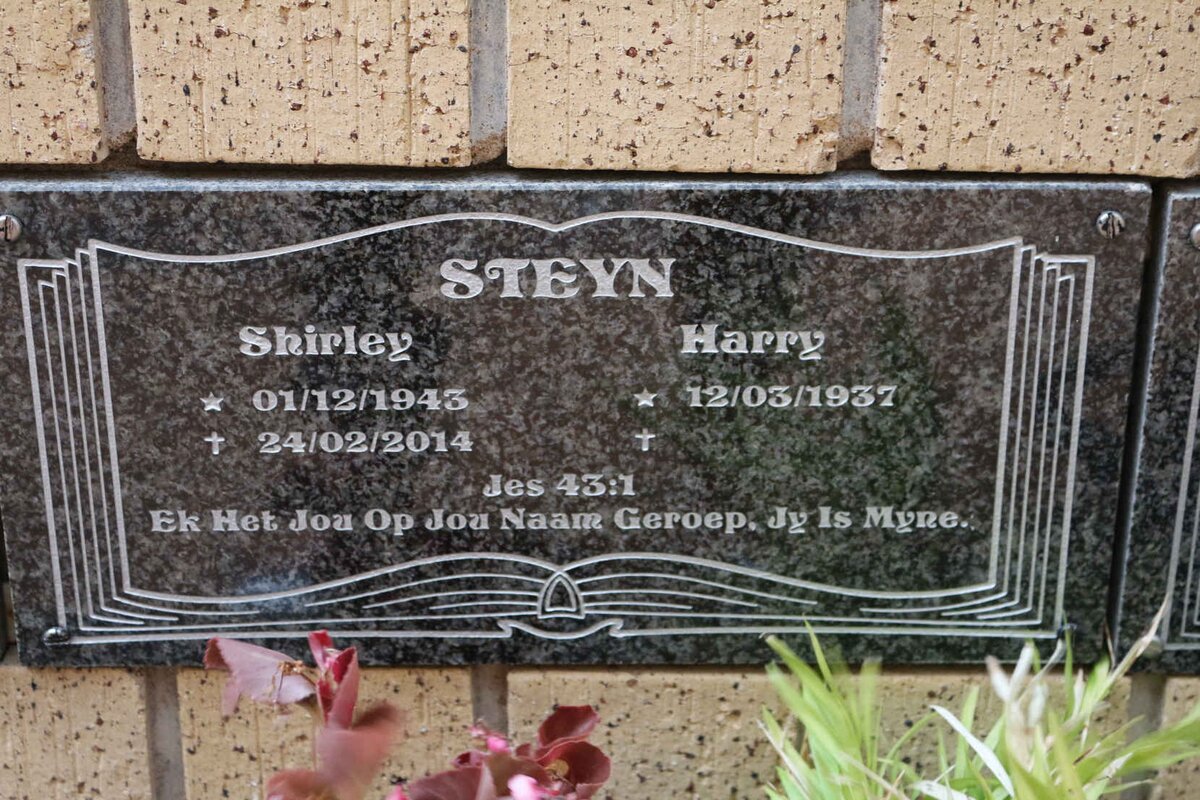 STEYN
Shirley Harry
★ 01/12/1943 ★ 12/03/1937
✝ 24/02/2014 ✝
Jes 43:1
Ek Het Jou Op Jou Naam Geroep, Jy Is Myne.